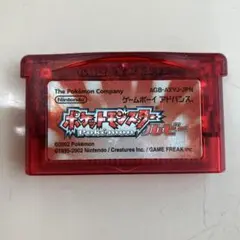 The Pokémon Company
AGB-AXVJ-JPN
Nintendo
ゲームボーイ アドバンス
ポケットモンスター
ルビー
©2002 Pokémon
©1995-2002 Nintendo / Creatures inc. / GAME FREAK inc.